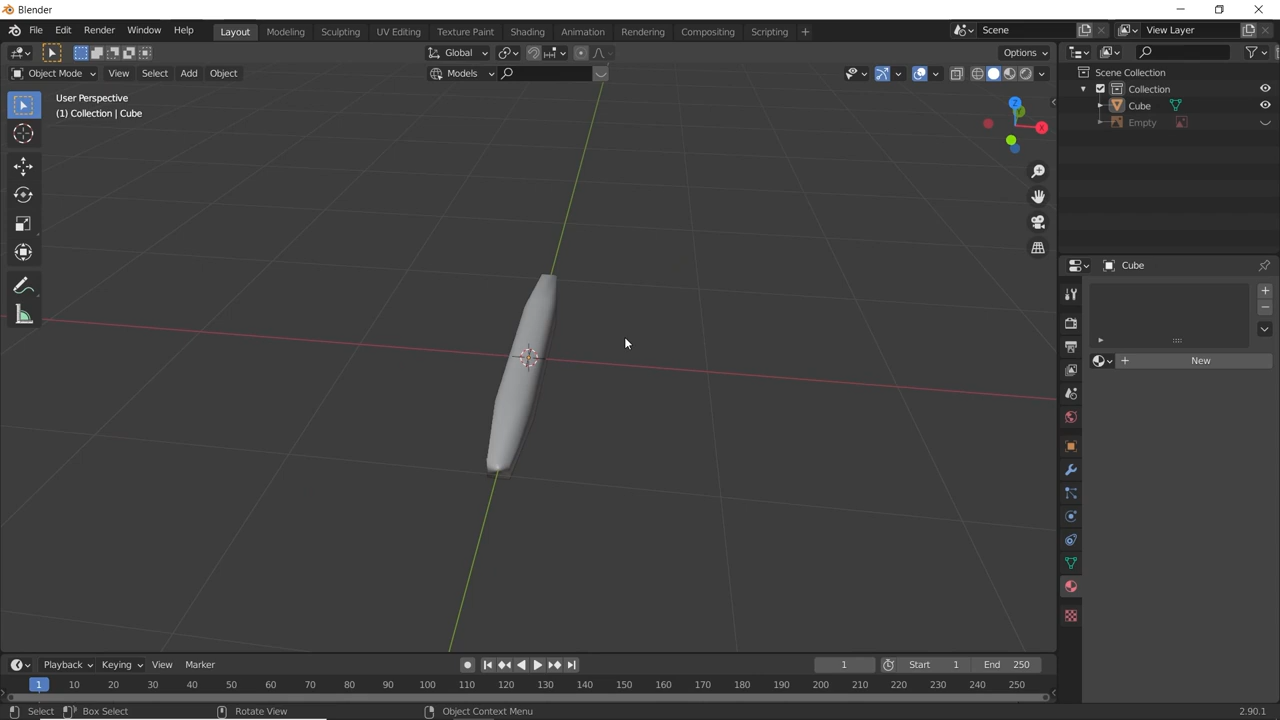 Blender
File Edit Render Window Help Layout Modeling Sculpting UV Editing Texture Paint Shading Animation Rendering Compositing Scripting + Scene View Layer
Global Options
Object Mode View Select Add Object Models
Scene Collection
Collection
Cube
Empty
User Perspective
(1) Collection | Cube
Z
X
Cube
+ New
Playback Keying View Marker 1 Start 1 End 250
1 10 20 30 40 50 60 70 80 90 100 110 120 130 140 150 160 170 180 190 200 210 220 230 240 250
Select Box Select Rotate View Object Context Menu 2.90.1